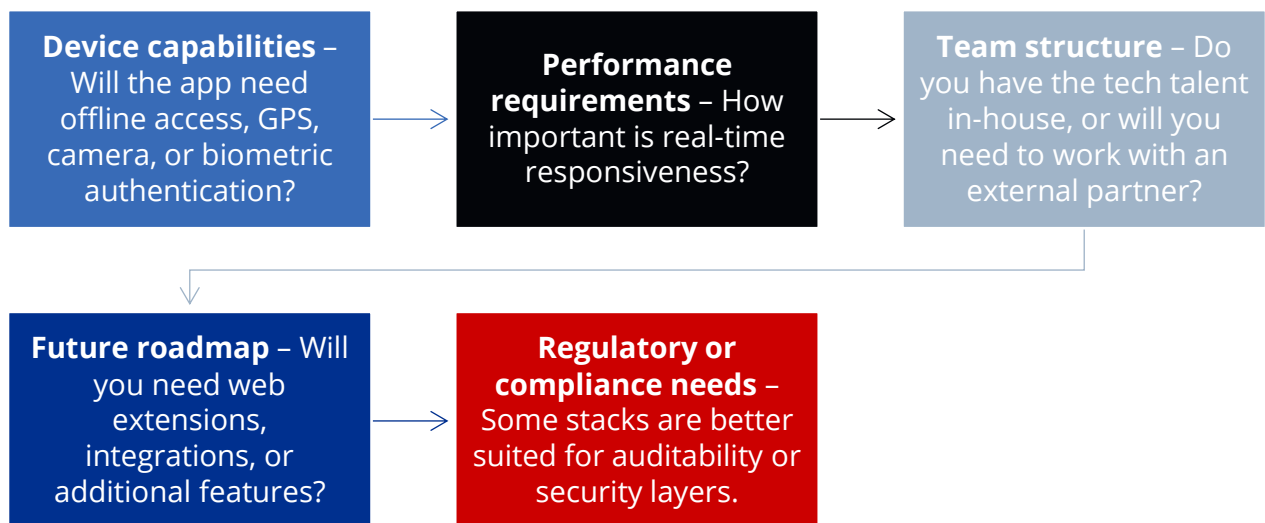 Device capabilities –
Will the app need
offline access, GPS,
camera, or biometric
authentication?
Performance
requirements – How
important is real-time
responsiveness?
Team structure – Do
you have the tech talent
in-house, or will you
need to work with an
external partner?
Future roadmap – Will
you need web
extensions,
integrations, or
additional features?
Regulatory or
compliance needs –
Some stacks are better
suited for auditability or
security layers.